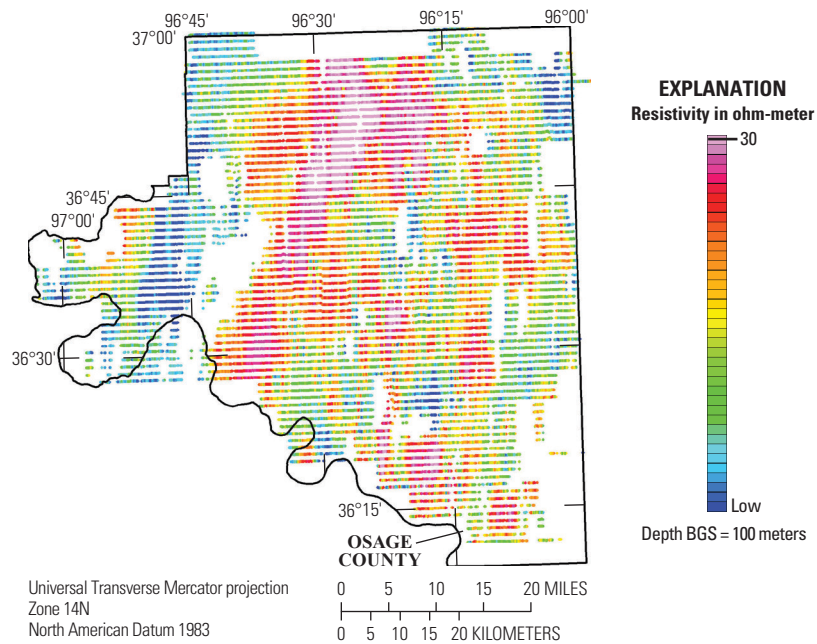 96°45'
96°30'
96°15'
96°00'
37°00'
36°45'
97°00'
36°30'
36°15'
OSAGE
COUNTY
EXPLANATION
Resistivity in ohm-meter
30
Low
Depth BGS = 100 meters
Universal Transverse Mercator projection
Zone 14N
North American Datum 1983
0 5 10 15 20 MILES
0 5 10 15 20 KILOMETERS